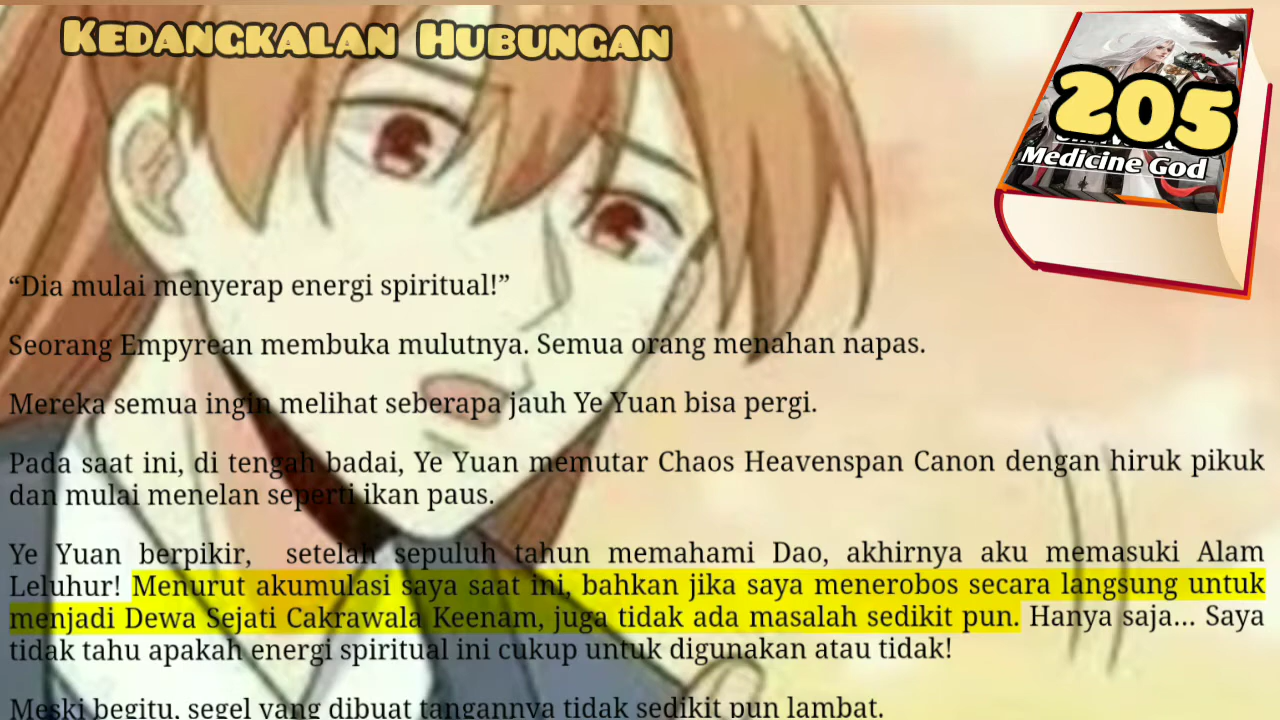 Kedangkalan Hubungan
205
Medicine God
“Dia mulai menyerap energi spiritual!”
Seorang Empyrean membuka mulutnya. Semua orang menahan napas.
Mereka semua ingin melihat seberapa jauh Ye Yuan bisa pergi.
Pada saat ini, di tengah badai, Ye Yuan memutar Chaos Heavenspan Canon dengan hiruk pikuk
dan mulai menelan seperti ikan paus.
Ye Yuan berpikir, setelah sepuluh tahun memahami Dao, akhirnya aku memasuki Alam
Leluhur! Menurut akumulasi saya saat ini, bahkan jika saya menerobos secara langsung untuk
menjadi Dewa Sejati Cakrawala Keenam, juga tidak ada masalah sedikit pun. Hanya saja... Saya
tidak tahu apakah energi spiritual ini cukup untuk digunakan atau tidak!
Meski begitu, segel yang dibuat tangannya tidak sedikit pun lambat.